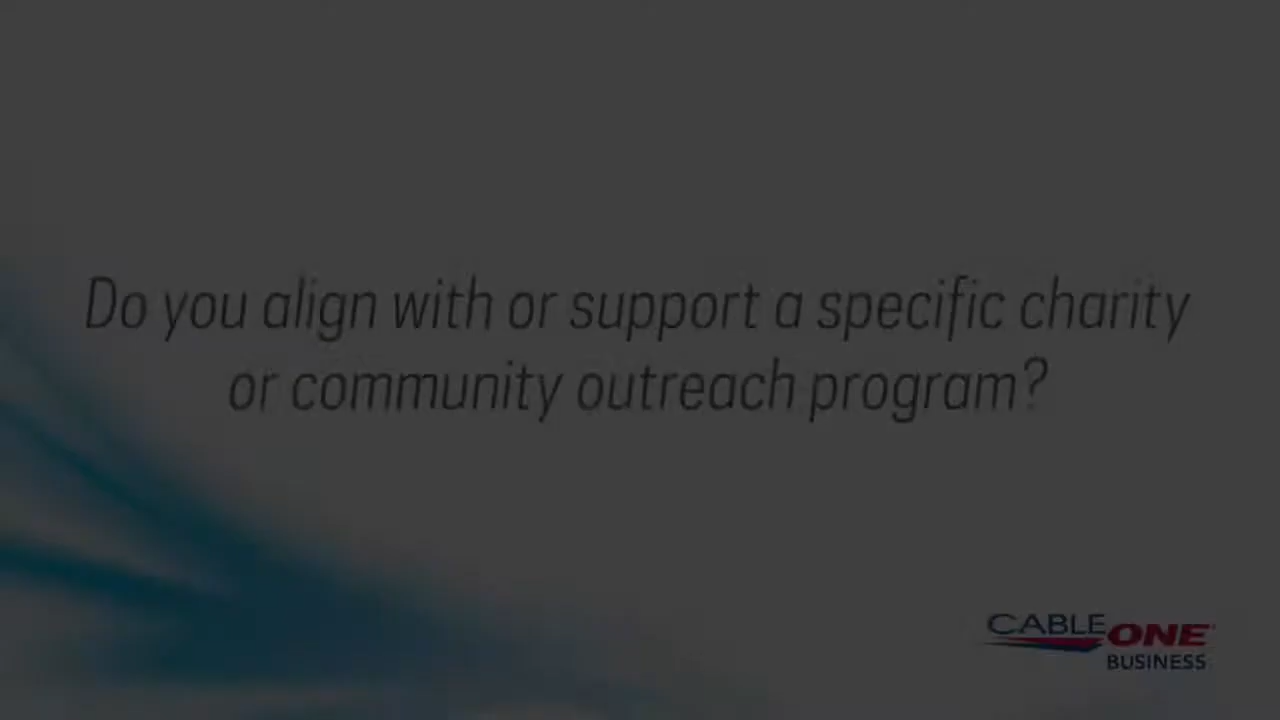 Do you align with or support a specific charity
or community outreach program?
CABLE ONE
BUSINESS